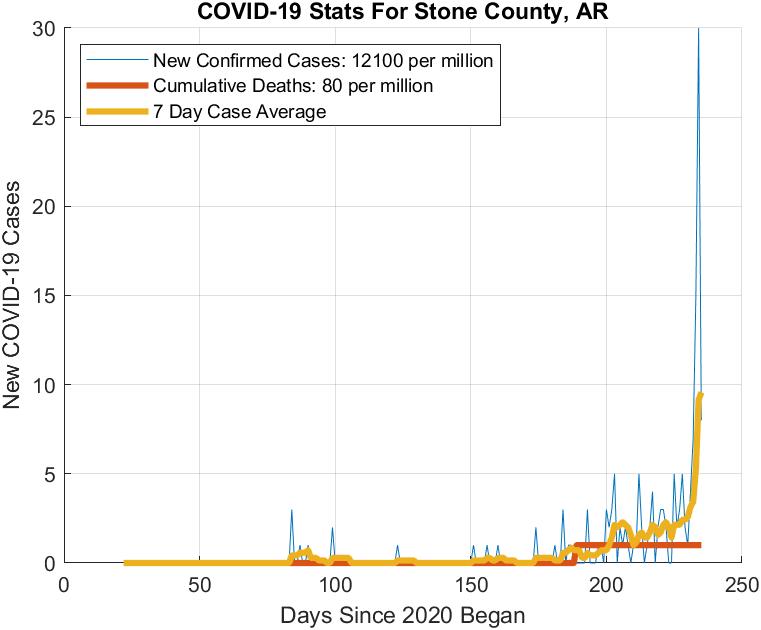 COVID-19 Stats For Stone County, AR
30
25
20
15
10
5
0
New COVID-19 Cases
New Confirmed Cases: 12100 per million
Cumulative Deaths: 80 per million
7 Day Case Average
0 50 100 150 200 250
Days Since 2020 Began